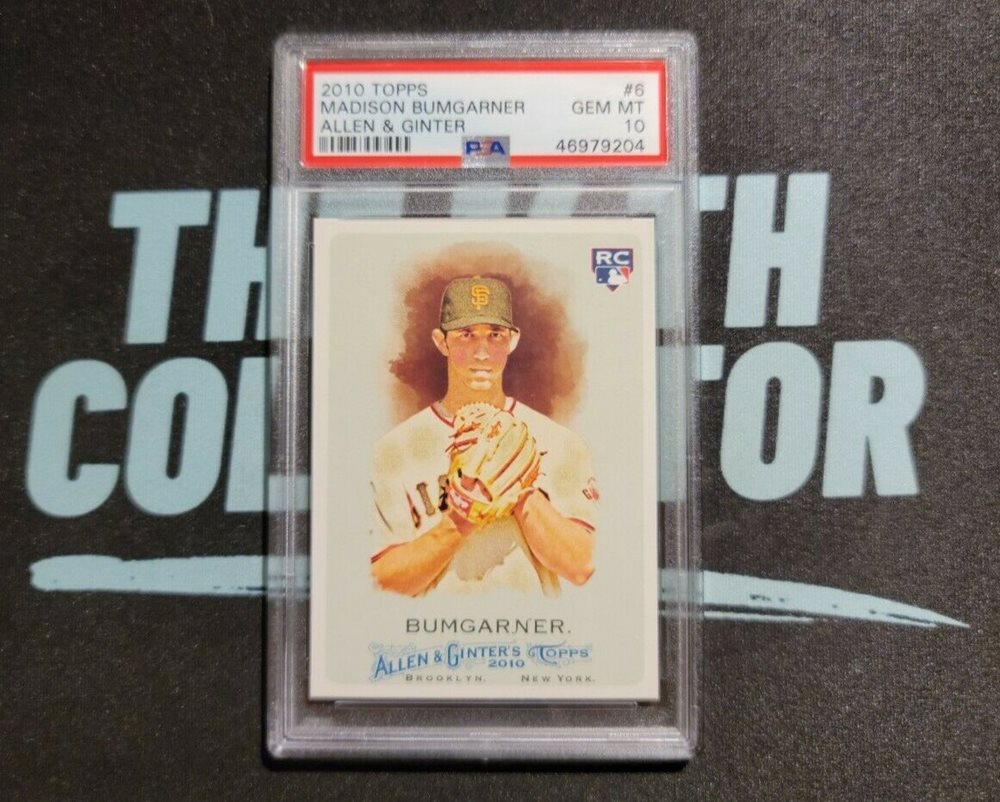 2010 TOPPS #6
MADISON BUMGARNER GEM MT
ALLEN & GINTER 10
PSA 46979204
RC
SF
BUMGARNER.
ALLEN & GINTER'S TOPPS
2010
BROOKLYN. NEW YORK.